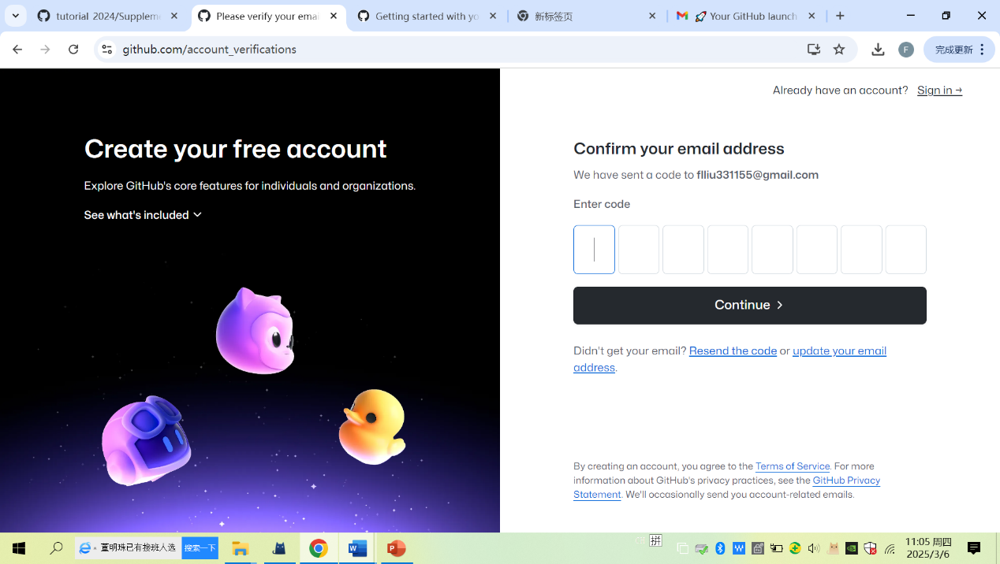 tutorial_2024/Suppleme
Please verify your emai
Getting started with yo
新标签页
🚀 Your GitHub launch
github.com/account_verifications
F
完成更新
Already have an account? Sign in →
Create your free account
Explore GitHub's core features for individuals and organizations.
See what's included
Confirm your email address
We have sent a code to flliu331155@gmail.com
Enter code
Continue
Didn't get your email? Resend the code or update your email
address.
By creating an account, you agree to the Terms of Service. For more
information about GitHub's privacy practices, see the GitHub Privacy
Statement. We'll occasionally send you account-related emails.
董明珠已有接班人选
搜索一下
拼
11:05 周四
2025/3/6